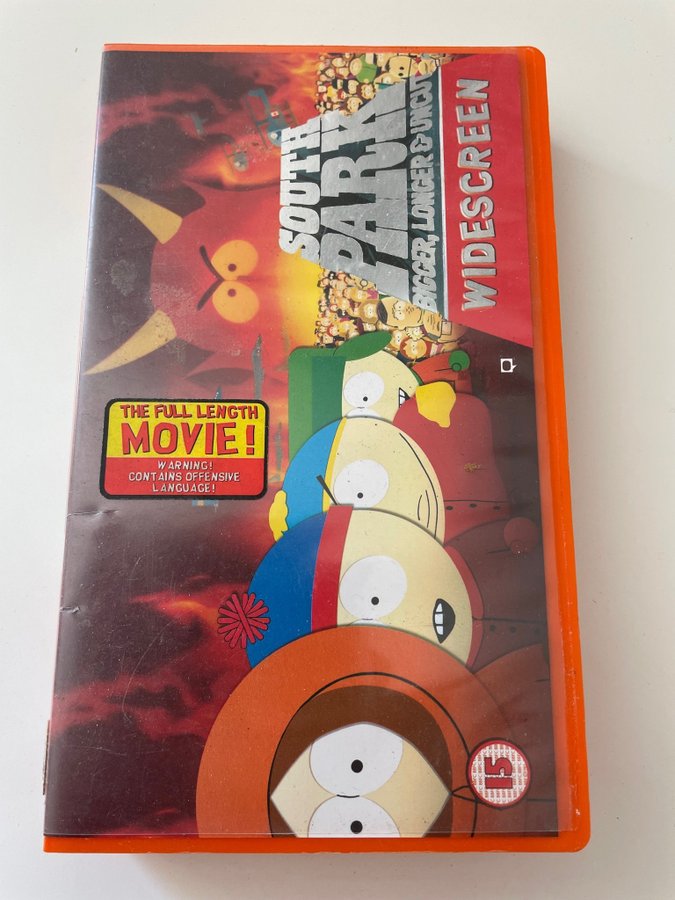 SOUTH
PARK
BIGGER, LONGER & UNCUT
WIDESCREEN
THE FULL LENGTH
MOVIE!
WARNING!
CONTAINS OFFENSIVE
LANGUAGE!
15